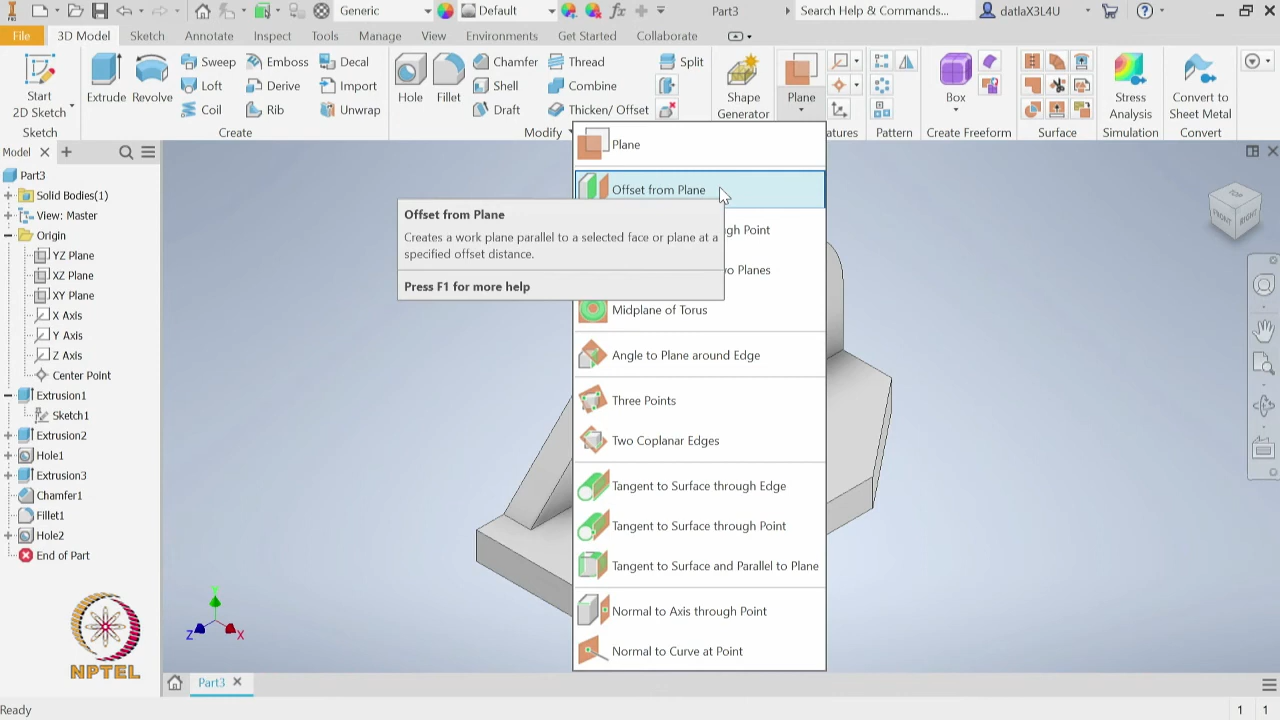 Generic
Default
fx
Part3
Search Help & Commands...
datlaX3L4U
File
3D Model
Sketch
Annotate
Inspect
Tools
Manage
View
Environments
Get Started
Collaborate
Start
2D Sketch
Sketch
Extrude
Revolve
Sweep
Loft
Coil
Emboss
Derive
Rib
Decal
Import
Unwrap
Create
Hole
Fillet
Chamfer
Shell
Draft
Thread
Combine
Thicken/ Offset
Split
Modify
Shape
Generator
Plane
atures
Pattern
Box
Create Freeform
Surface
Stress
Analysis
Simulation
Convert to
Sheet Metal
Convert
Model
Part3
Solid Bodies(1)
View: Master
Origin
YZ Plane
XZ Plane
XY Plane
X Axis
Y Axis
Z Axis
Center Point
Extrusion1
Sketch1
Extrusion2
Hole1
Extrusion3
Chamfer1
Fillet1
Hole2
End of Part
Plane
Offset from Plane
gh Point
o Planes
Midplane of Torus
Angle to Plane around Edge
Three Points
Two Coplanar Edges
Tangent to Surface through Edge
Tangent to Surface through Point
Tangent to Surface and Parallel to Plane
Normal to Axis through Point
Normal to Curve at Point
Offset from Plane
Creates a work plane parallel to a selected face or plane at a
specified offset distance.
Press F1 for more help
TOP
FRONT
RIGHT
Y
Z
X
NPTEL
Part3
Ready
1 1